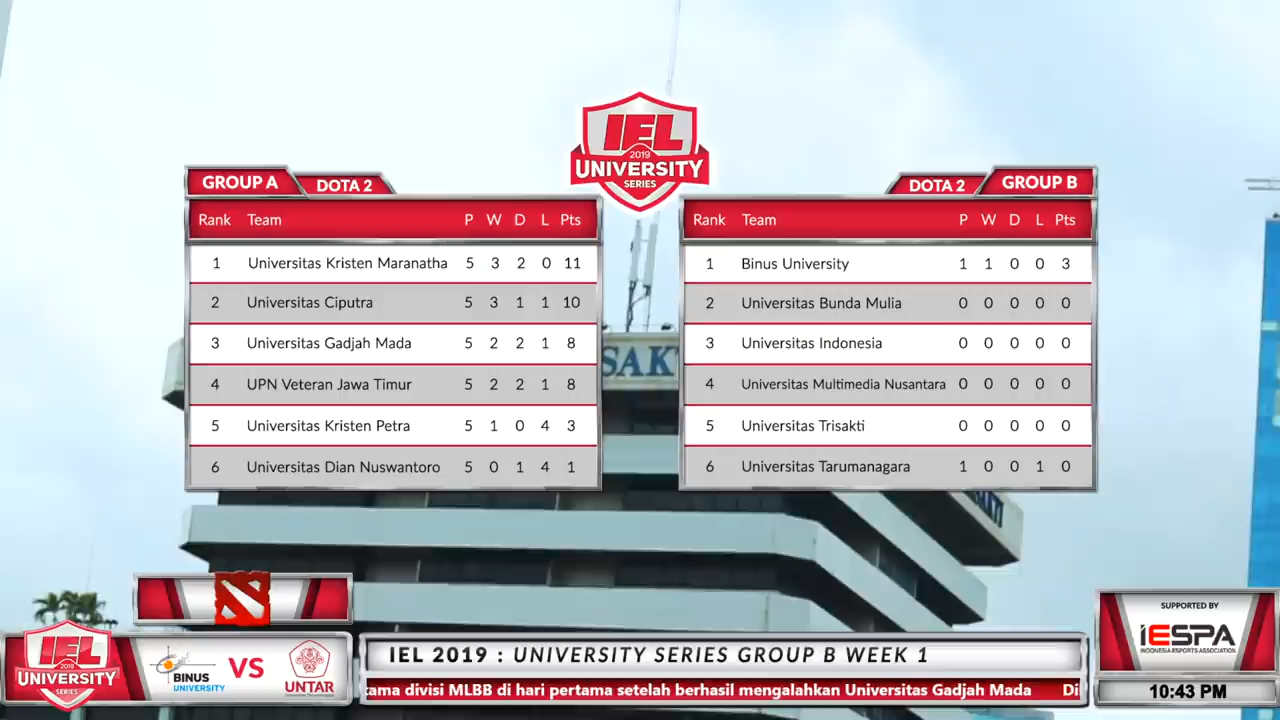 IEL
2019
UNIVERSITY
SERIES
GROUP A
DOTA 2
Rank Team P W D L Pts
1 Universitas Kristen Maranatha 5 3 2 0 11
2 Universitas Ciputra 5 3 1 1 10
3 Universitas Gadjah Mada 5 2 2 1 8
4 UPN Veteran Jawa Timur 5 2 2 1 8
5 Universitas Kristen Petra 5 1 0 4 3
6 Universitas Dian Nuswantoro 5 0 1 4 1
DOTA 2
GROUP B
Rank Team P W D L Pts
1 Binus University 1 1 0 0 3
2 Universitas Bunda Mulia 0 0 0 0 0
3 Universitas Indonesia 0 0 0 0 0
4 Universitas Multimedia Nusantara 0 0 0 0 0
5 Universitas Trisakti 0 0 0 0 0
6 Universitas Tarumanagara 1 0 0 1 0
SAKT
SAKTI
IEL
2019
UNIVERSITY
SERIES
BINUS
UNIVERSITY
VS
UNTAR
IEL 2019 : UNIVERSITY SERIES GROUP B WEEK 1
tama divisi MLBB di hari pertama setelah berhasil mengalahkan Universitas Gadjah Mada Di
SUPPORTED BY
iESPA
INDONESIA ESPORTS ASSOCIATION
10:43 PM